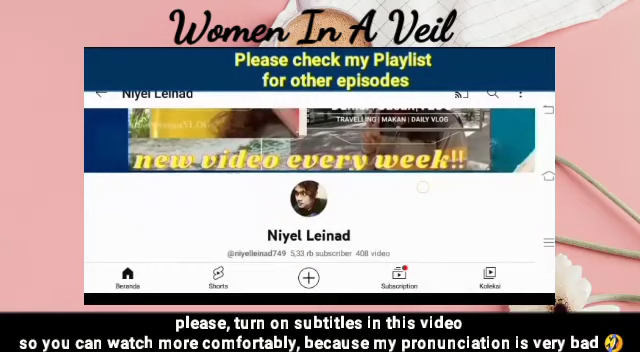 Women In A Veil
Please check my Playlist
for other episodes
Niyel Leinad
TRAVELLING | MAKAN | DAILY VLOG
new video every week!!
Niyel Leinad
@niyelleinad749 5,33 rb subscriber 408 video
Beranda Shorts Subscription Koleksi
please, turn on subtitles in this video
so you can watch more comfortably, because my pronunciation is very bad 🤣